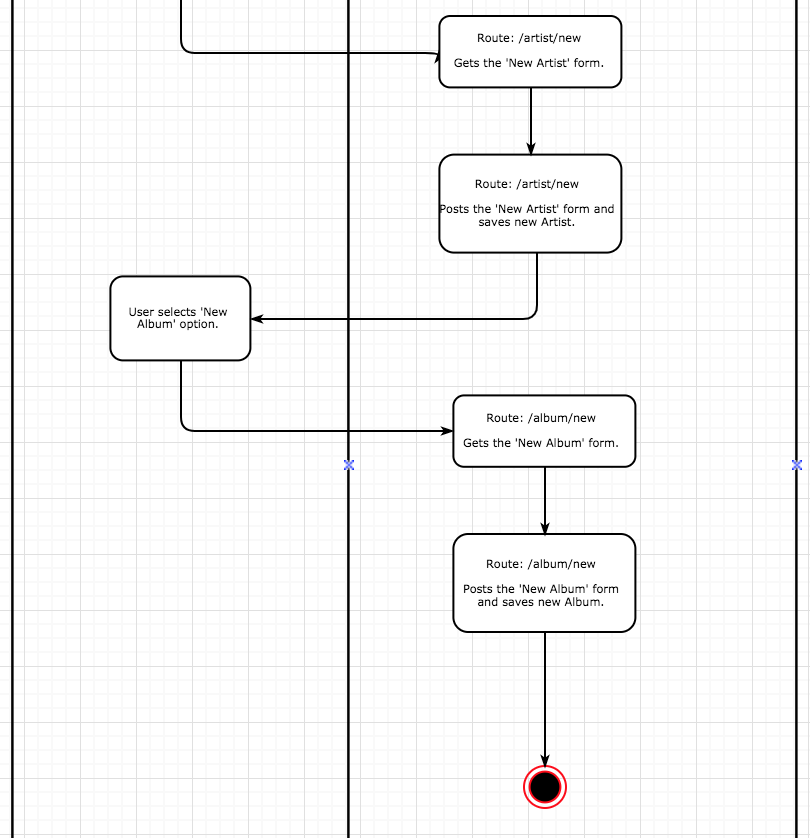 Route: /artist/new
Gets the 'New Artist' form.
Route: /artist/new
Posts the 'New Artist' form and
saves new Artist.
User selects 'New
Album' option.
Route: /album/new
Gets the 'New Album' form.
Route: /album/new
Posts the 'New Album' form
and saves new Album.